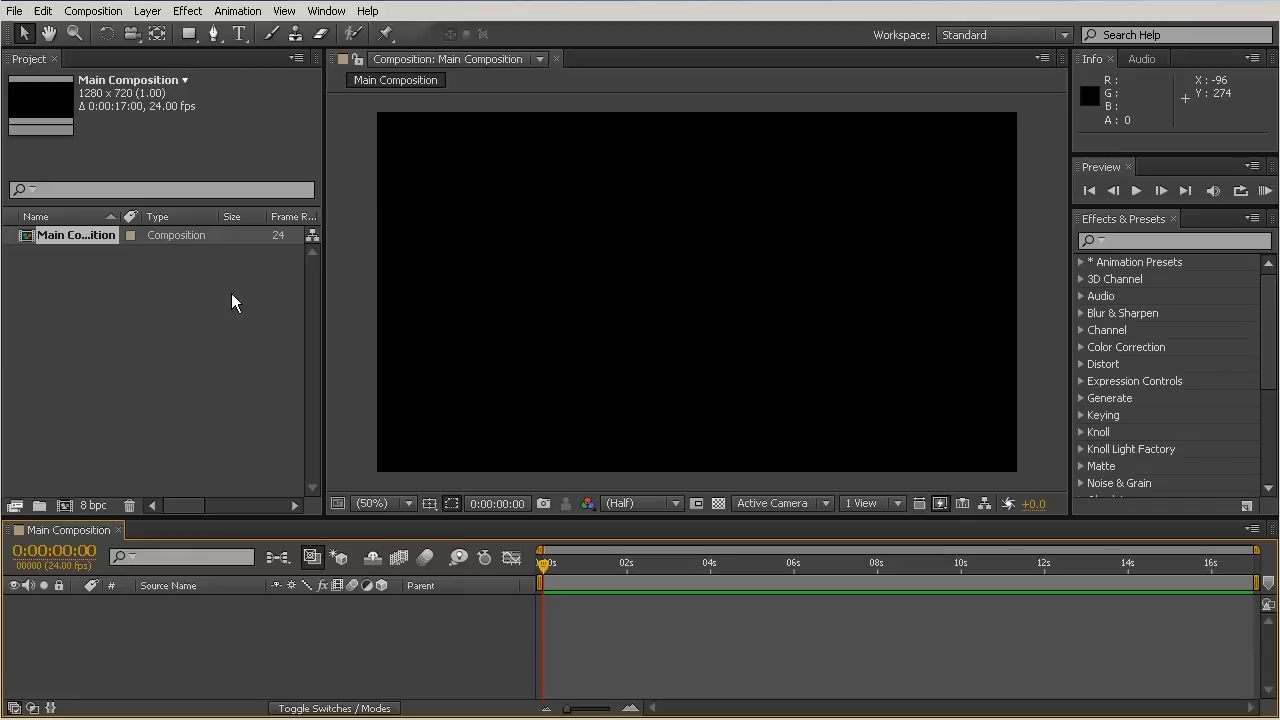 File Edit Composition Layer Effect Animation View Window Help
Workspace: Standard Search Help
Project
Main Composition
1280 x 720 (1.00)
Δ 0:00:17:00, 24.00 fps
Name Type Size Frame R...
Main Co...ition Composition 24
8 bpc
Composition: Main Composition
Main Composition
(50%) 0:00:00:00 (Half) Active Camera 1 View +0.0
Info Audio
R : X : -96
G : Y : 274
B :
A : 0
Preview
Effects & Presets
* Animation Presets
3D Channel
Audio
Blur & Sharpen
Channel
Color Correction
Distort
Expression Controls
Generate
Keying
Knoll
Knoll Light Factory
Matte
Noise & Grain
Main Composition
0:00:00:00
00000 (24.00 fps)
# Source Name fx Parent
00s 02s 04s 06s 08s 10s 12s 14s 16s
Toggle Switches / Modes